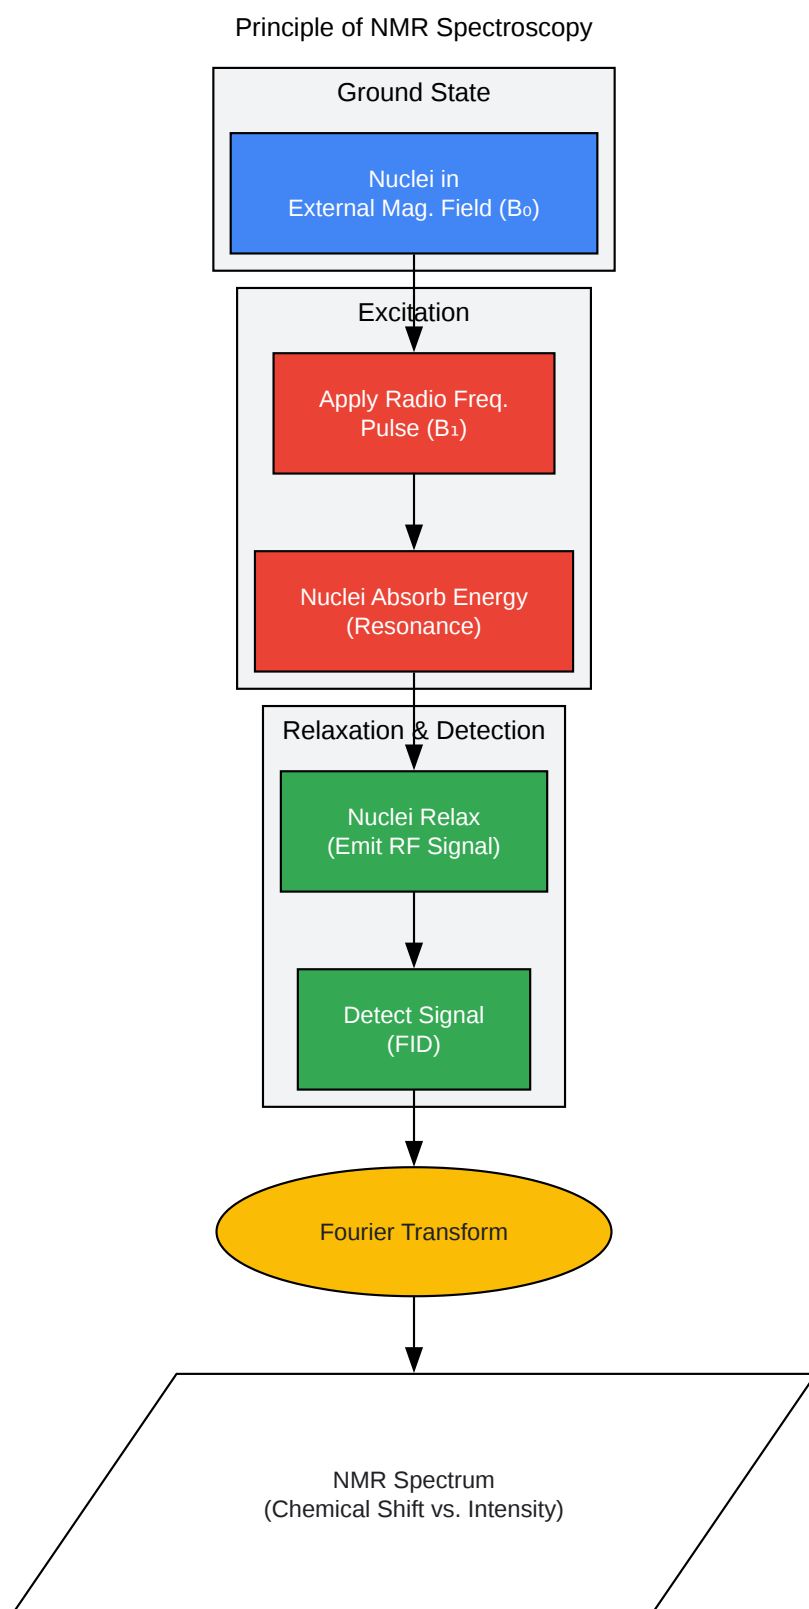 Principle of NMR Spectroscopy
Ground State
Nuclei in
External Mag. Field (B₀)
Excitation
Apply Radio Freq.
Pulse (B₁)
Nuclei Absorb Energy
(Resonance)
Relaxation & Detection
Nuclei Relax
(Emit RF Signal)
Detect Signal
(FID)
Fourier Transform
NMR Spectrum
(Chemical Shift vs. Intensity)